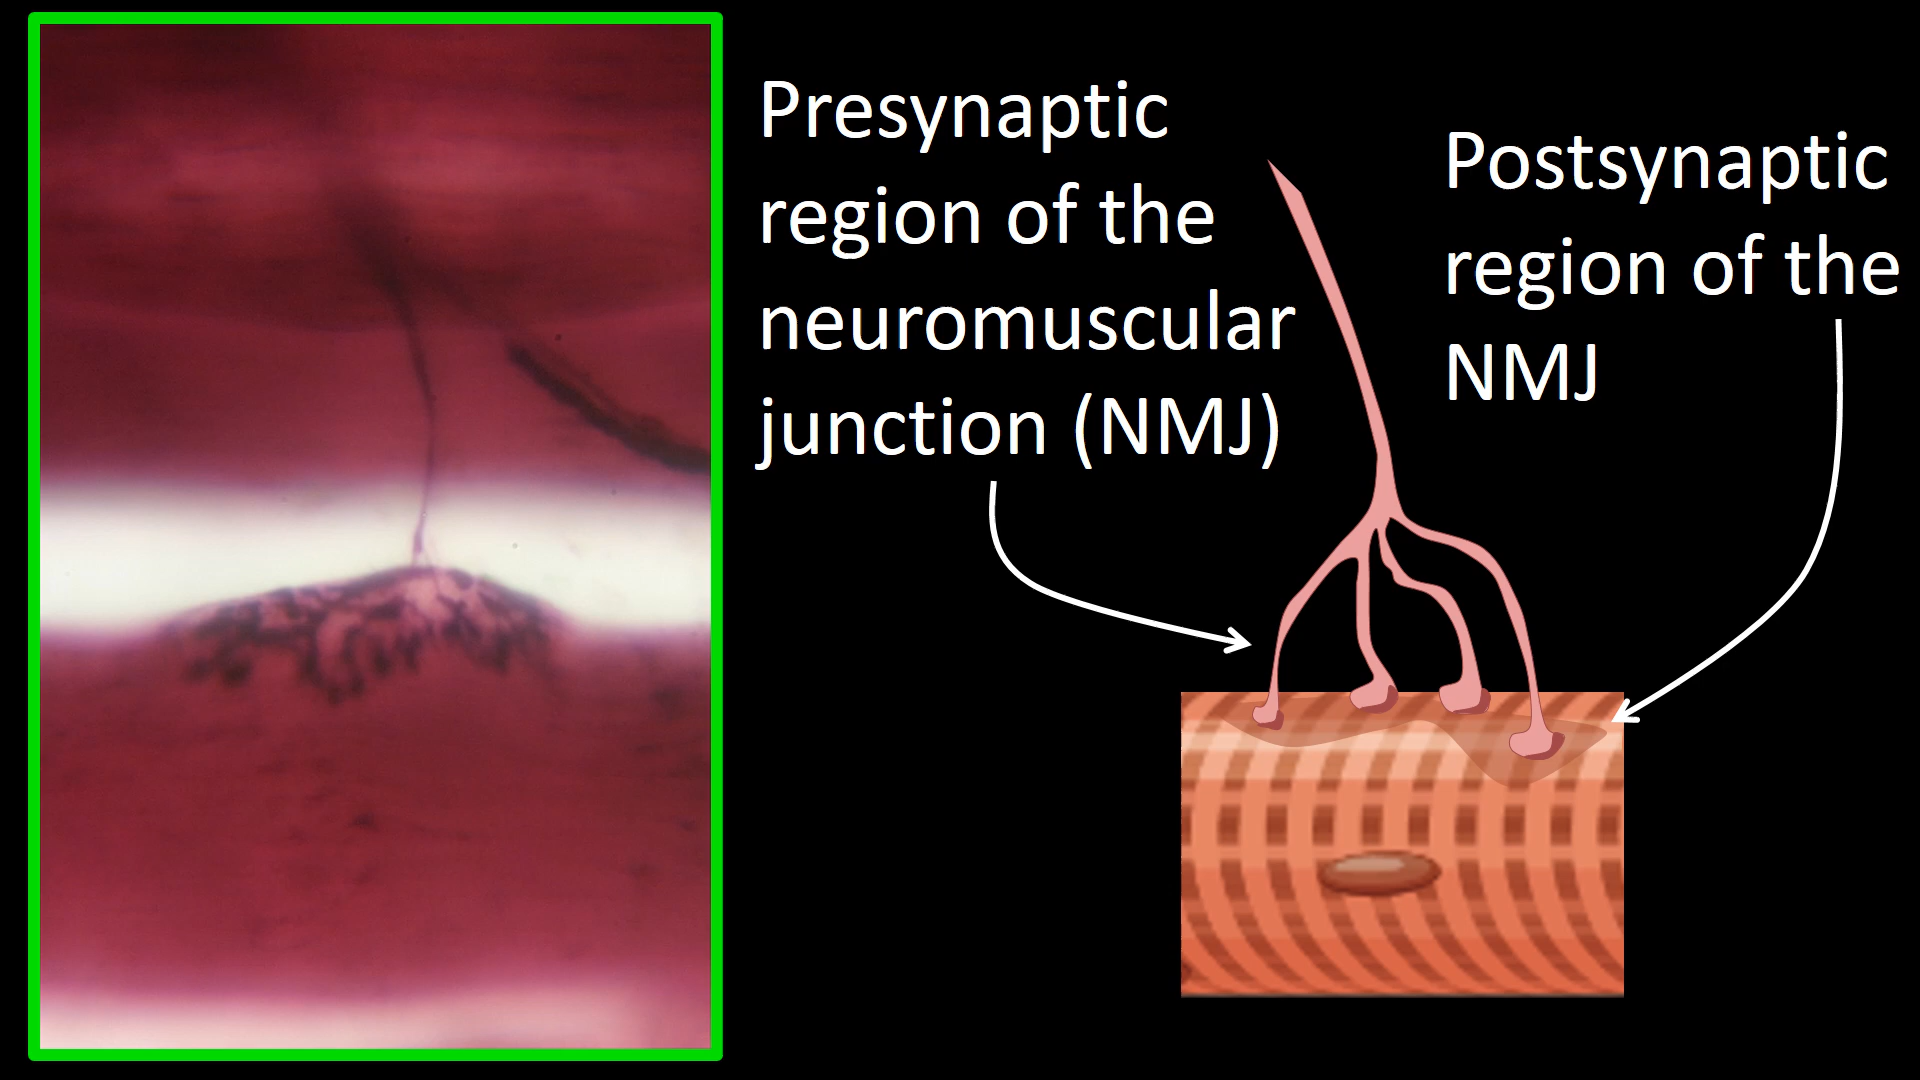 Presynaptic
region of the
neuromuscular
junction (NMJ)
Postsynaptic
region of the
NMJ